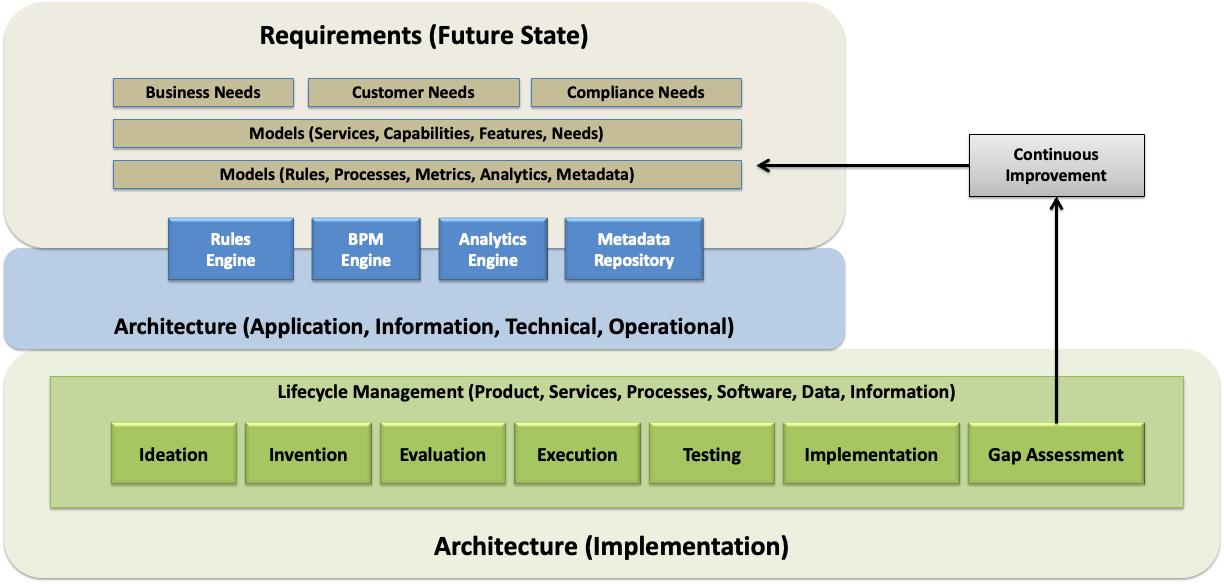 Requirements (Future State)
Business Needs
Customer Needs
Compliance Needs
Models (Services, Capabilities, Features, Needs)
Models (Rules, Processes, Metrics, Analytics, Metadata)
Continuous
Improvement
Rules
Engine
BPM
Engine
Analytics
Engine
Metadata
Repository
Architecture (Application, Information, Technical, Operational)
Lifecycle Management (Product, Services, Processes, Software, Data, Information)
Ideation
Invention
Evaluation
Execution
Testing
Implementation
Gap Assessment
Architecture (Implementation)